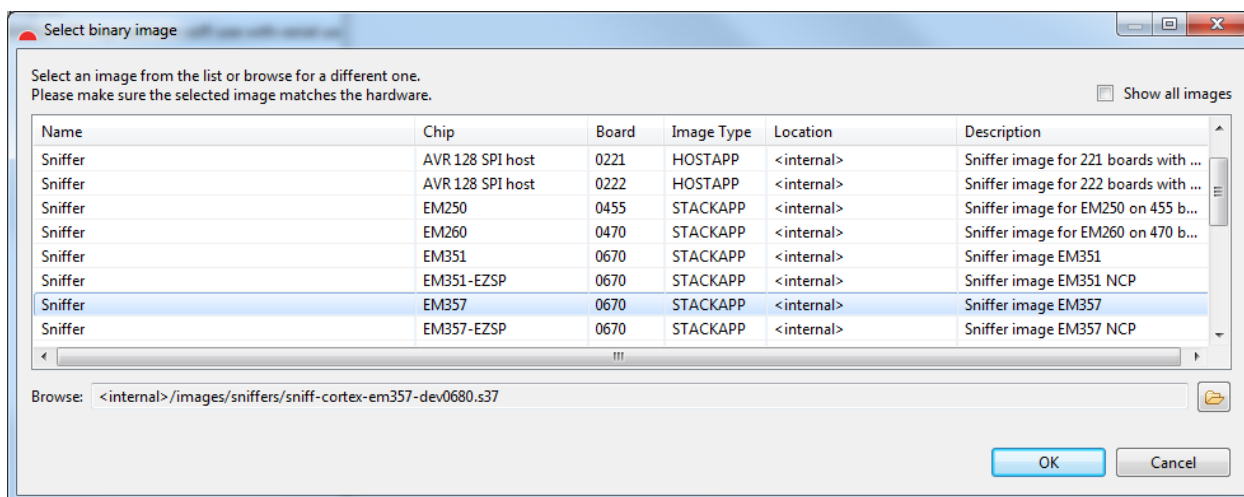 Select binary image
Select an image from the list or browse for a different one.
Please make sure the selected image matches the hardware.
Show all images
Name Chip Board Image Type Location Description
Sniffer AVR 128 SPI host 0221 HOSTAPP <internal> Sniffer image for 221 boards with ...
Sniffer AVR 128 SPI host 0222 HOSTAPP <internal> Sniffer image for 222 boards with ...
Sniffer EM250 0455 STACKAPP <internal> Sniffer image for EM250 on 455 b...
Sniffer EM260 0470 STACKAPP <internal> Sniffer image for EM260 on 470 b...
Sniffer EM351 0670 STACKAPP <internal> Sniffer image EM351
Sniffer EM351-EZSP 0670 STACKAPP <internal> Sniffer image EM351 NCP
Sniffer EM357 0670 STACKAPP <internal> Sniffer image EM357
Sniffer EM357-EZSP 0670 STACKAPP <internal> Sniffer image EM357 NCP
Browse: <internal>/images/sniffers/sniff-cortex-em357-dev0680.s37
OK Cancel